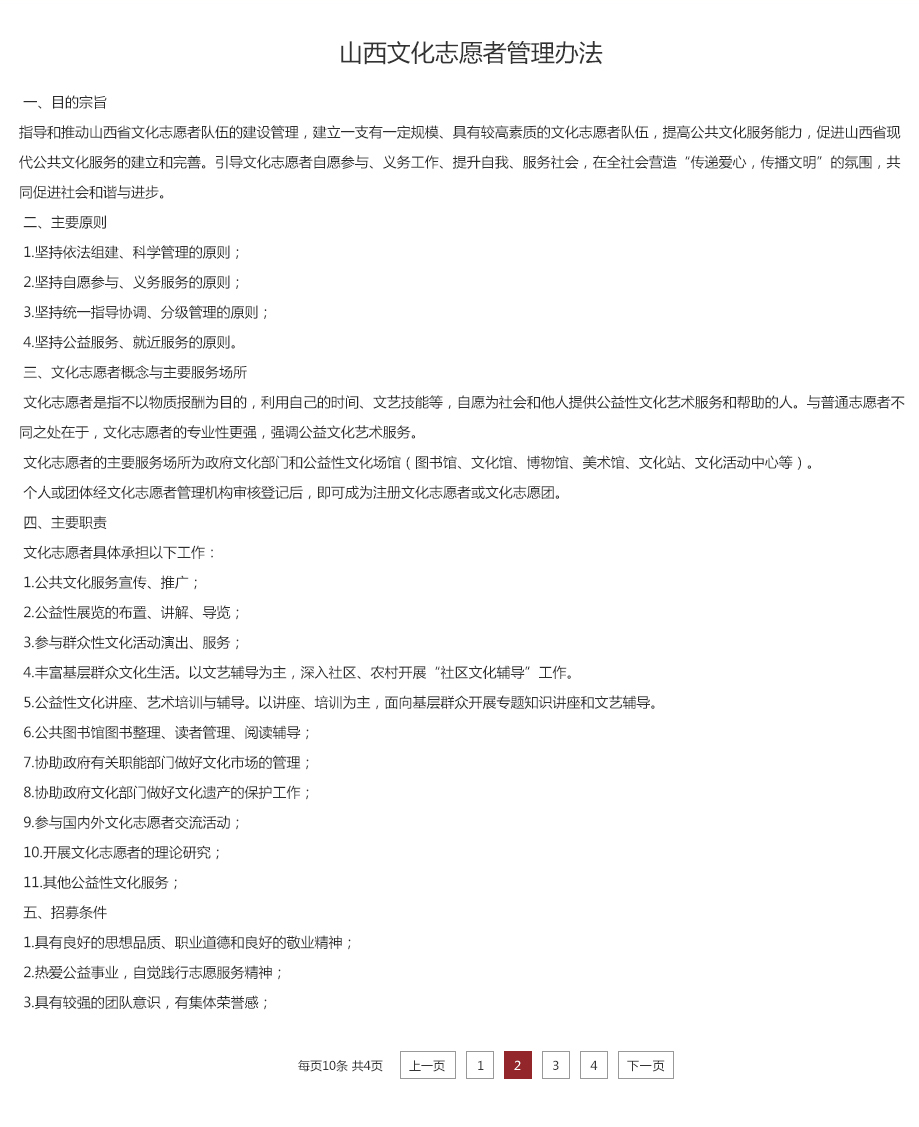 山西文化志愿者管理办法
一、目的宗旨
指导和推动山西省文化志愿者队伍的建设管理，建立一支有一定规模、具有较高素质的文化志愿者队伍，提高公共文化服务能力，促进山西省现
代公共文化服务的建立和完善。引导文化志愿者自愿参与、义务工作、提升自我、服务社会，在全社会营造“传递爱心，传播文明”的氛围，共
同促进社会和谐与进步。
二、主要原则
1.坚持依法组建、科学管理的原则；
2.坚持自愿参与、义务服务的原则；
3.坚持统一指导协调、分级管理的原则；
4.坚持公益服务、就近服务的原则。
三、文化志愿者概念与主要服务场所
文化志愿者是指不以物质报酬为目的，利用自己的时间、文艺技能等，自愿为社会和他人提供公益性文化艺术服务和帮助的人。与普通志愿者不
同之处在于，文化志愿者的专业性更强，强调公益文化艺术服务。
文化志愿者的主要服务场所为政府文化部门和公益性文化场馆（图书馆、文化馆、博物馆、美术馆、文化站、文化活动中心等）。
个人或团体经文化志愿者管理机构审核登记后，即可成为注册文化志愿者或文化志愿团。
四、主要职责
文化志愿者具体承担以下工作：
1.公共文化服务宣传、推广；
2.公益性展览的布置、讲解、导览；
3.参与群众性文化活动演出、服务；
4.丰富基层群众文化生活。以文艺辅导为主，深入社区、农村开展“社区文化辅导”工作。
5.公益性文化讲座、艺术培训与辅导。以讲座、培训为主，面向基层群众开展专题知识讲座和文艺辅导。
6.公共图书馆图书整理、读者管理、阅读辅导；
7.协助政府有关职能部门做好文化市场的管理；
8.协助政府文化部门做好文化遗产的保护工作；
9.参与国内外文化志愿者交流活动；
10.开展文化志愿者的理论研究；
11.其他公益性文化服务；
五、招募条件
1.具有良好的思想品质、职业道德和良好的敬业精神；
2.热爱公益事业，自觉践行志愿服务精神；
3.具有较强的团队意识，有集体荣誉感；
每页10条 共4页 上一页 1 2 3 4 下一页